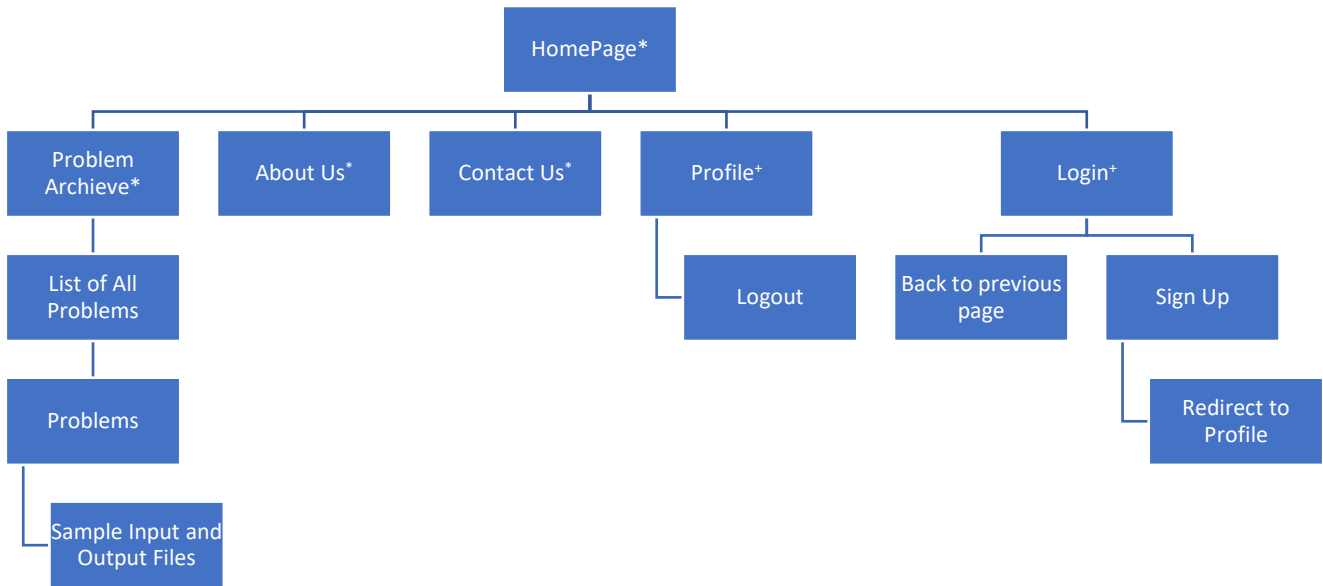 HomePage*
Problem
Archieve*
About Us*
Contact Us*
Profile+
Login+
List of All
Problems
Logout
Back to previous
page
Sign Up
Problems
Redirect to
Profile
Sample Input and
Output Files